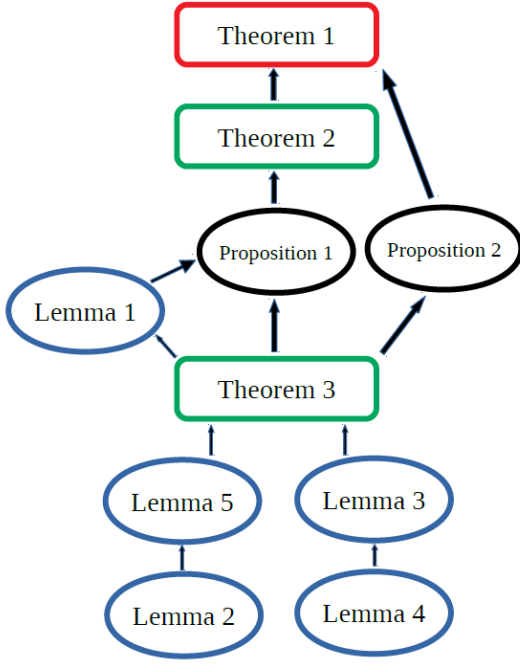 Theorem 1
Theorem 2
Proposition 1
Proposition 2
Lemma 1
Theorem 3
Lemma 5
Lemma 3
Lemma 2
Lemma 4